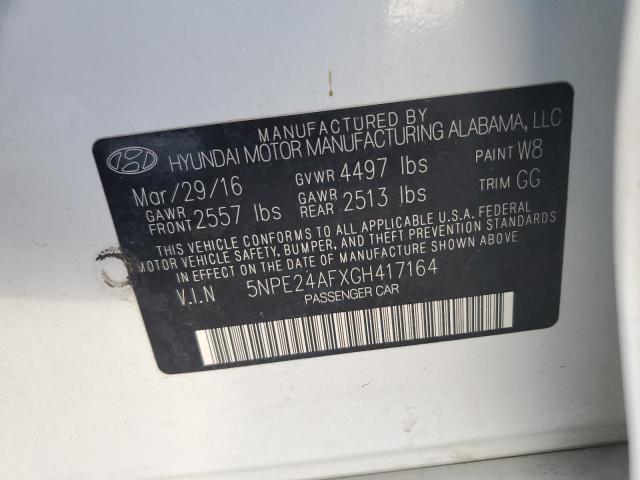 MANUFACTURED BY
HYUNDAI MOTOR MANUFACTURING ALABAMA, LLC
Mar/29/16 GVWR 4497 lbs PAINT W8
GAWR FRONT 2557 lbs GAWR REAR 2513 lbs TRIM GG
THIS VEHICLE CONFORMS TO ALL APPLICABLE U.S.A. FEDERAL
MOTOR VEHICLE SAFETY, BUMPER, AND THEFT PREVENTION STANDARDS
IN EFFECT ON THE DATE OF MANUFACTURE SHOWN ABOVE.
V.I.N 5NPE24AFXGH417164
PASSENGER CAR